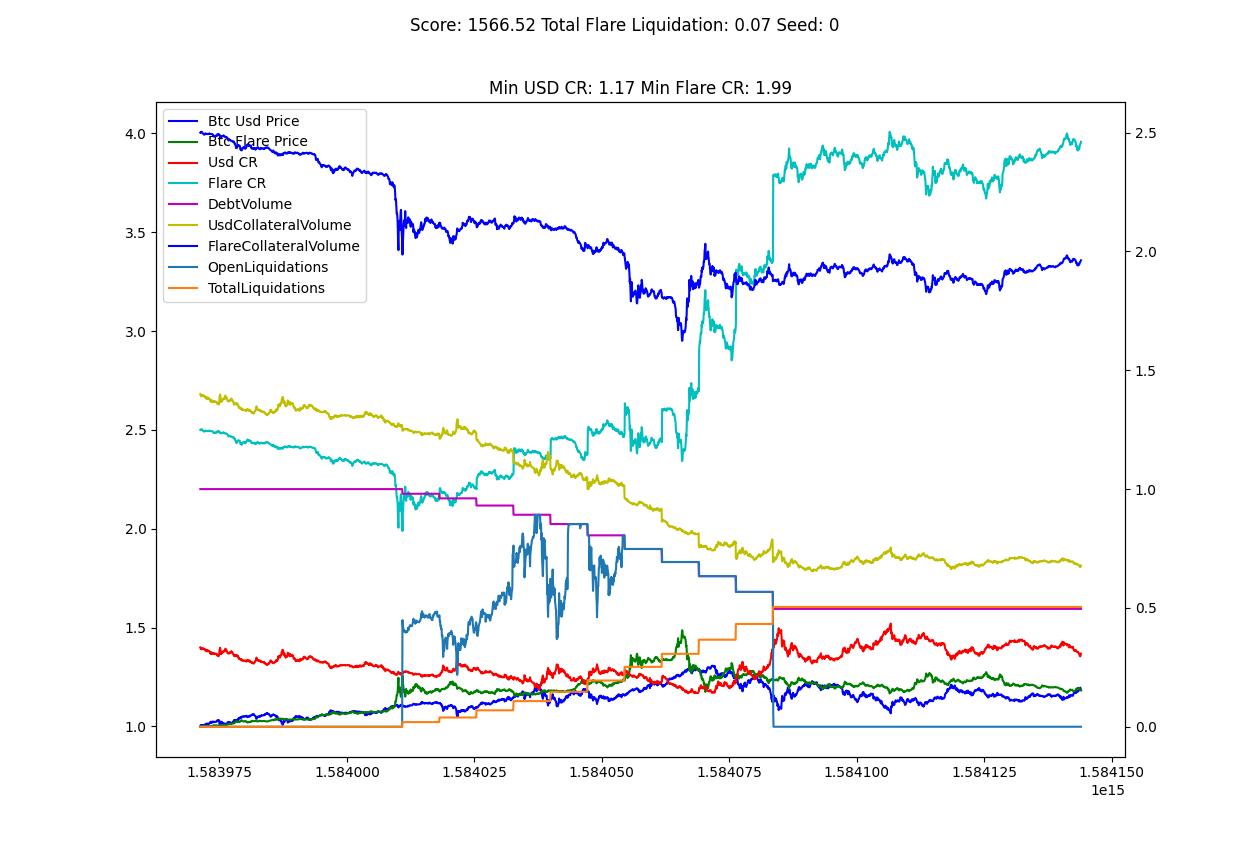 Score: 1566.52 Total Flare Liquidation: 0.07 Seed: 0
Min USD CR: 1.17 Min Flare CR: 1.99
Btc Usd Price
Btc Flare Price
Usd CR
Flare CR
DebtVolume
UsdCollateralVolume
FlareCollateralVolume
OpenLiquidations
TotalLiquidations
4.0
3.5
3.0
2.5
2.0
1.5
1.0
2.5
2.0
1.5
1.0
0.5
0.0
1.583975
1.584000
1.584025
1.584050
1.584075
1.584100
1.584125
1.584150
1e15